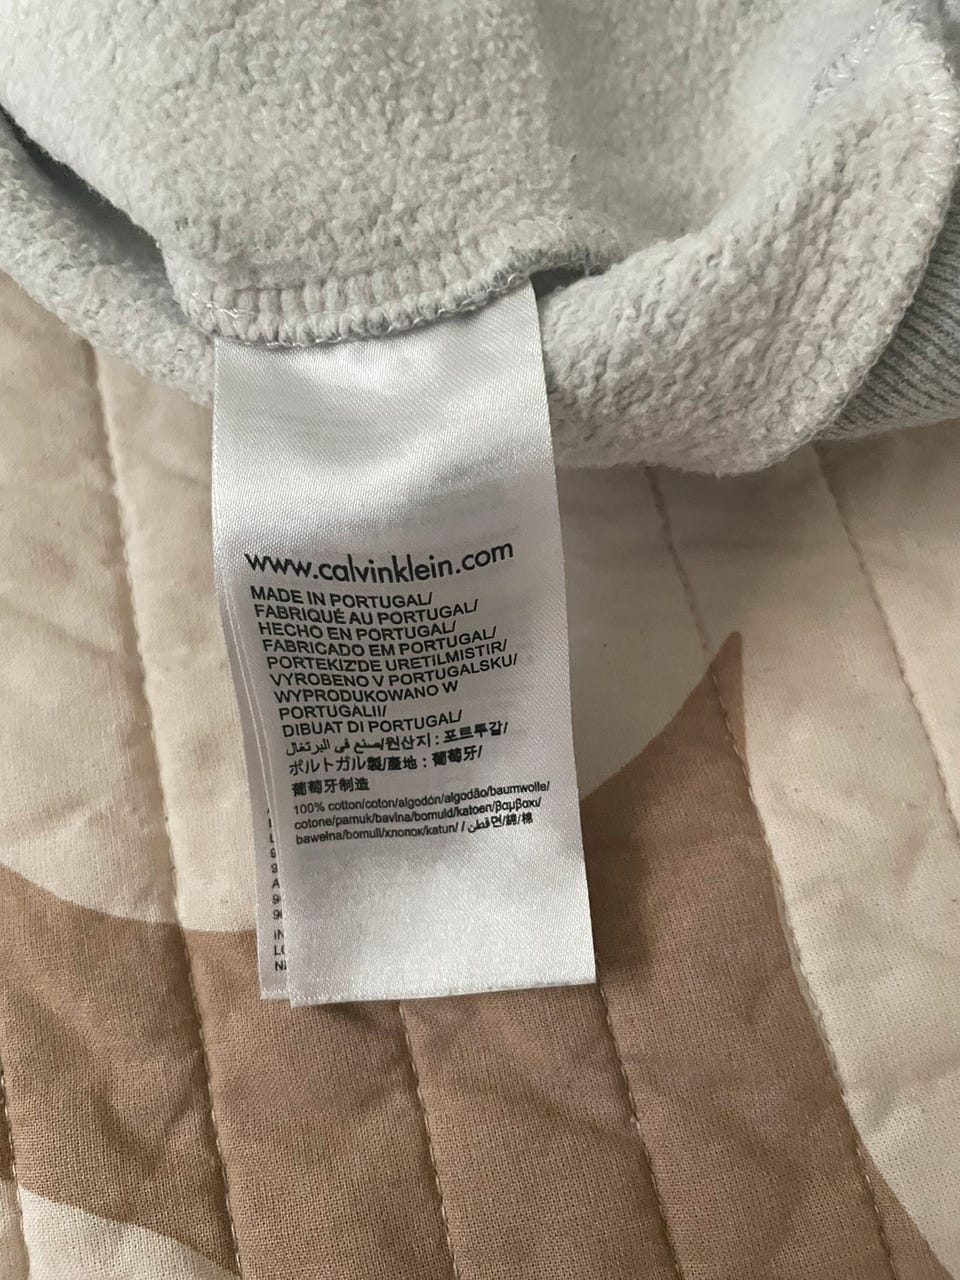 www.calvinklein.com
MADE IN PORTUGAL/
FABRIQUÉ AU PORTUGAL/
HECHO EN PORTUGAL/
FABRICADO EM PORTUGAL/
PORTEKIZ'DE URETILMISTIR/
VYROBENO V PORTUGALSKU/
WYPRODUKOWANO W
PORTUGALII/
DIBUAT DI PORTUGAL/
صنع في البرتغال/원산지 : 포트투갈/
ポルトガル製/產地 : 葡萄牙/
葡萄牙制造
100% cotton/coton/algodón/algodão/baumwolle/
cotone/pamuk/bavlna/bomuld/katoen/βαμβακι/
bawełna/bomull/хлопок/katun/ / قطن/면/綿/棉